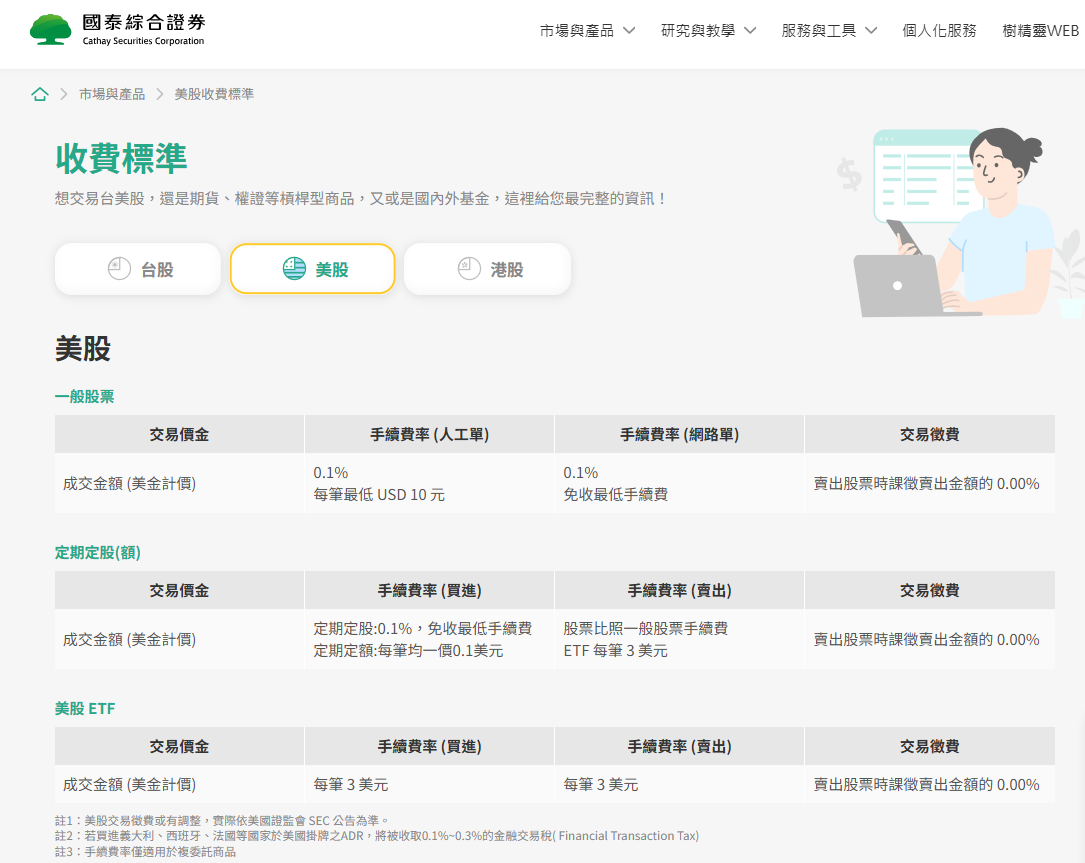 國泰綜合證券
Cathay Securities Corporation
市場與產品 研究與教學 服務與工具 個人化服務 樹精靈WEB
市場與產品 美股收費標準
收費標準
想交易台美股，還是期貨、權證等槓桿型商品，又或是國內外基金，這裡給您最完整的資訊！
台股 美股 港股
美股
一般股票
交易價金 手續費率 (人工單) 手續費率 (網路單) 交易徵費
成交金額 (美金計價) 0.1% 0.1% 賣出股票時課徵賣出金額的 0.00%
每筆最低 USD 10 元 免收最低手續費
定期定股(額)
交易價金 手續費率 (買進) 手續費率 (賣出) 交易徵費
成交金額 (美金計價) 定期定股:0.1%，免收最低手續費 股票比照一般股票手續費 賣出股票時課徵賣出金額的 0.00%
定期定額:每筆均一價0.1美元 ETF 每筆 3 美元
美股 ETF
交易價金 手續費率 (買進) 手續費率 (賣出) 交易徵費
成交金額 (美金計價) 每筆 3 美元 每筆 3 美元 賣出股票時課徵賣出金額的 0.00%
註1：美股交易徵費或有調整，實際依美國證監會 SEC 公告為準。
註2：若買進義大利、西班牙、法國等國家於美國掛牌之ADR，將被收取0.1%~0.3%的金融交易稅( Financial Transaction Tax)
註3：手續費率僅適用於複委託商品